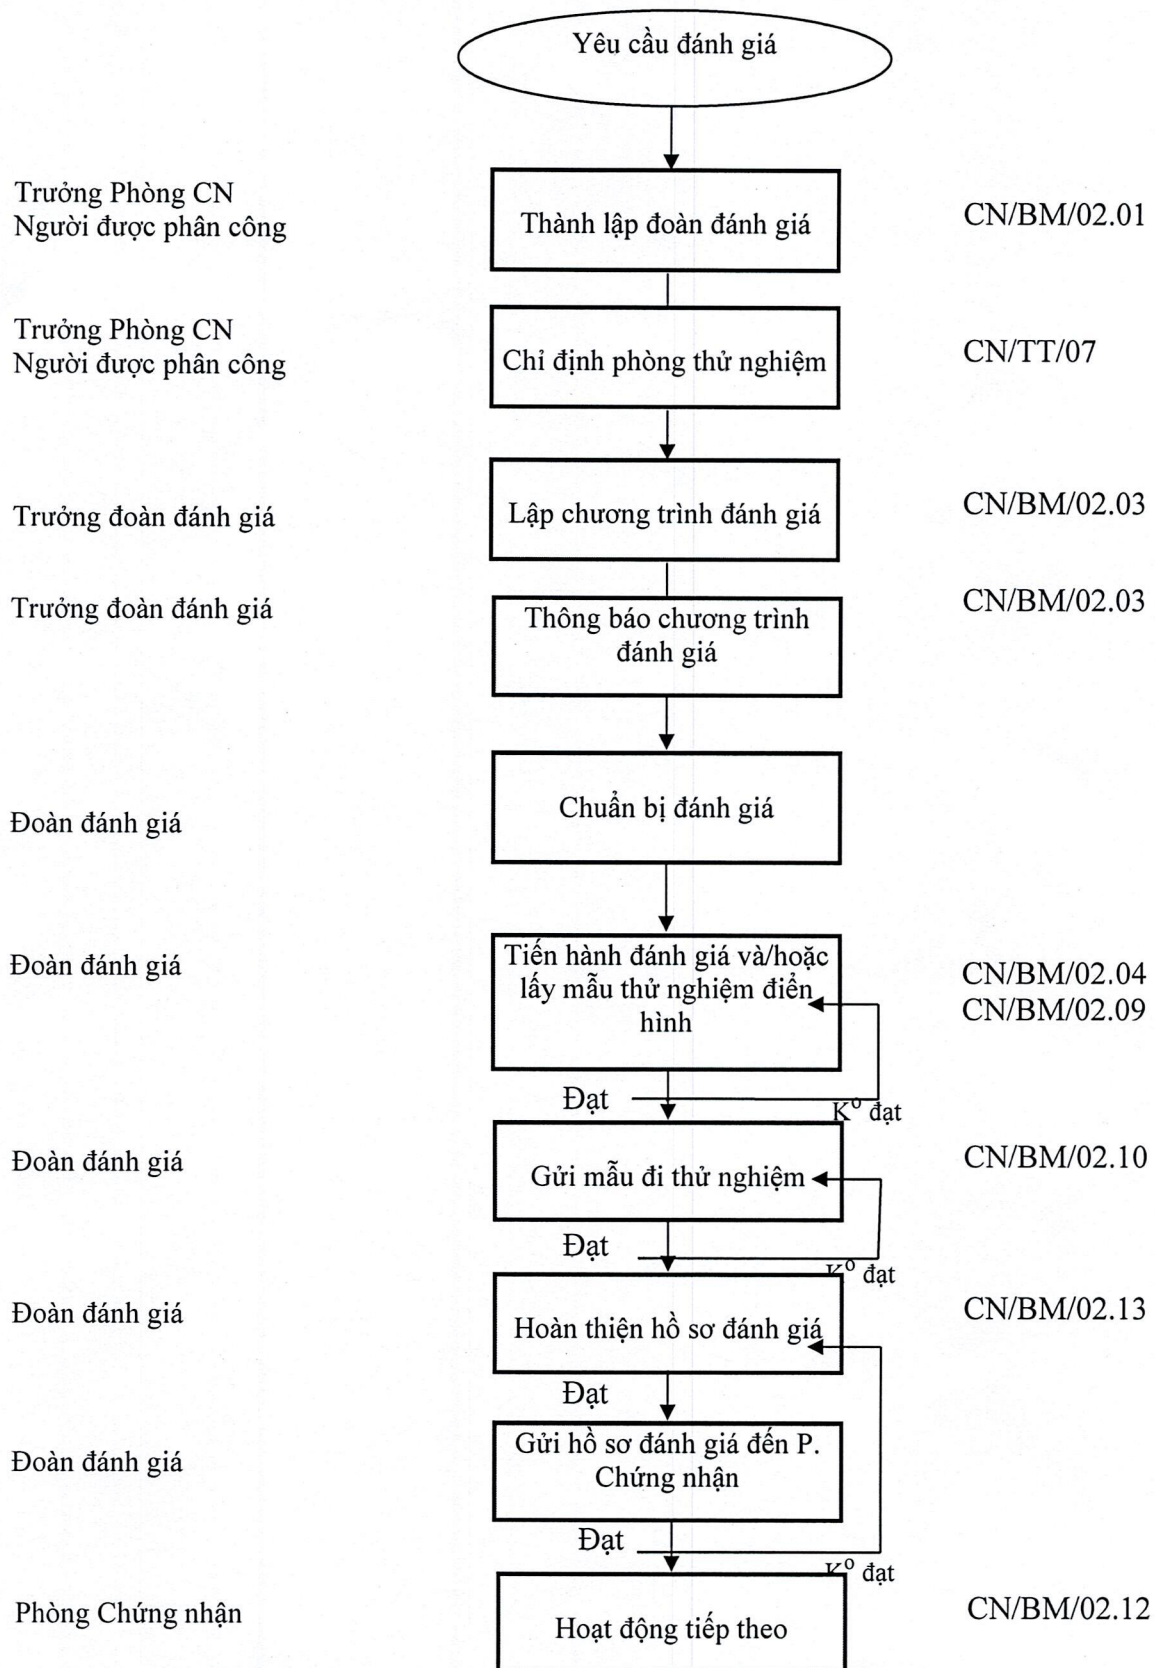 Yêu cầu đánh giá
Trưởng Phòng CN
Người được phân công
Thành lập đoàn đánh giá
CN/BM/02.01
Trưởng Phòng CN
Người được phân công
Chỉ định phòng thử nghiệm
CN/TT/07
Trưởng đoàn đánh giá
Lập chương trình đánh giá
CN/BM/02.03
Trưởng đoàn đánh giá
Thông báo chương trình
đánh giá
CN/BM/02.03
Đoàn đánh giá
Chuẩn bị đánh giá
Đoàn đánh giá
Tiến hành đánh giá và/hoặc
lấy mẫu thử nghiệm điển
hình
CN/BM/02.04
CN/BM/02.09
Đạt
K⁰ đạt
Đoàn đánh giá
Gửi mẫu đi thử nghiệm
CN/BM/02.10
Đạt
K⁰ đạt
Đoàn đánh giá
Hoàn thiện hồ sơ đánh giá
CN/BM/02.13
Đạt
Đoàn đánh giá
Gửi hồ sơ đánh giá đến P.
Chứng nhận
Đạt
K⁰ đạt
Phòng Chứng nhận
Hoạt động tiếp theo
CN/BM/02.12